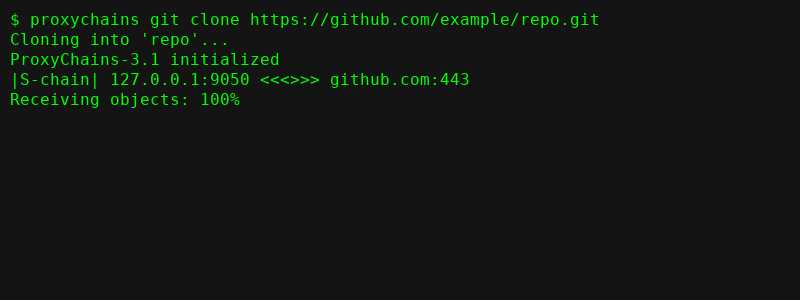 $ proxychains git clone https://github.com/example/repo.git
Cloning into 'repo'...
ProxyChains-3.1 initialized
|S-chain| 127.0.0.1:9050 <<<>>> github.com:443
Receiving objects: 100%